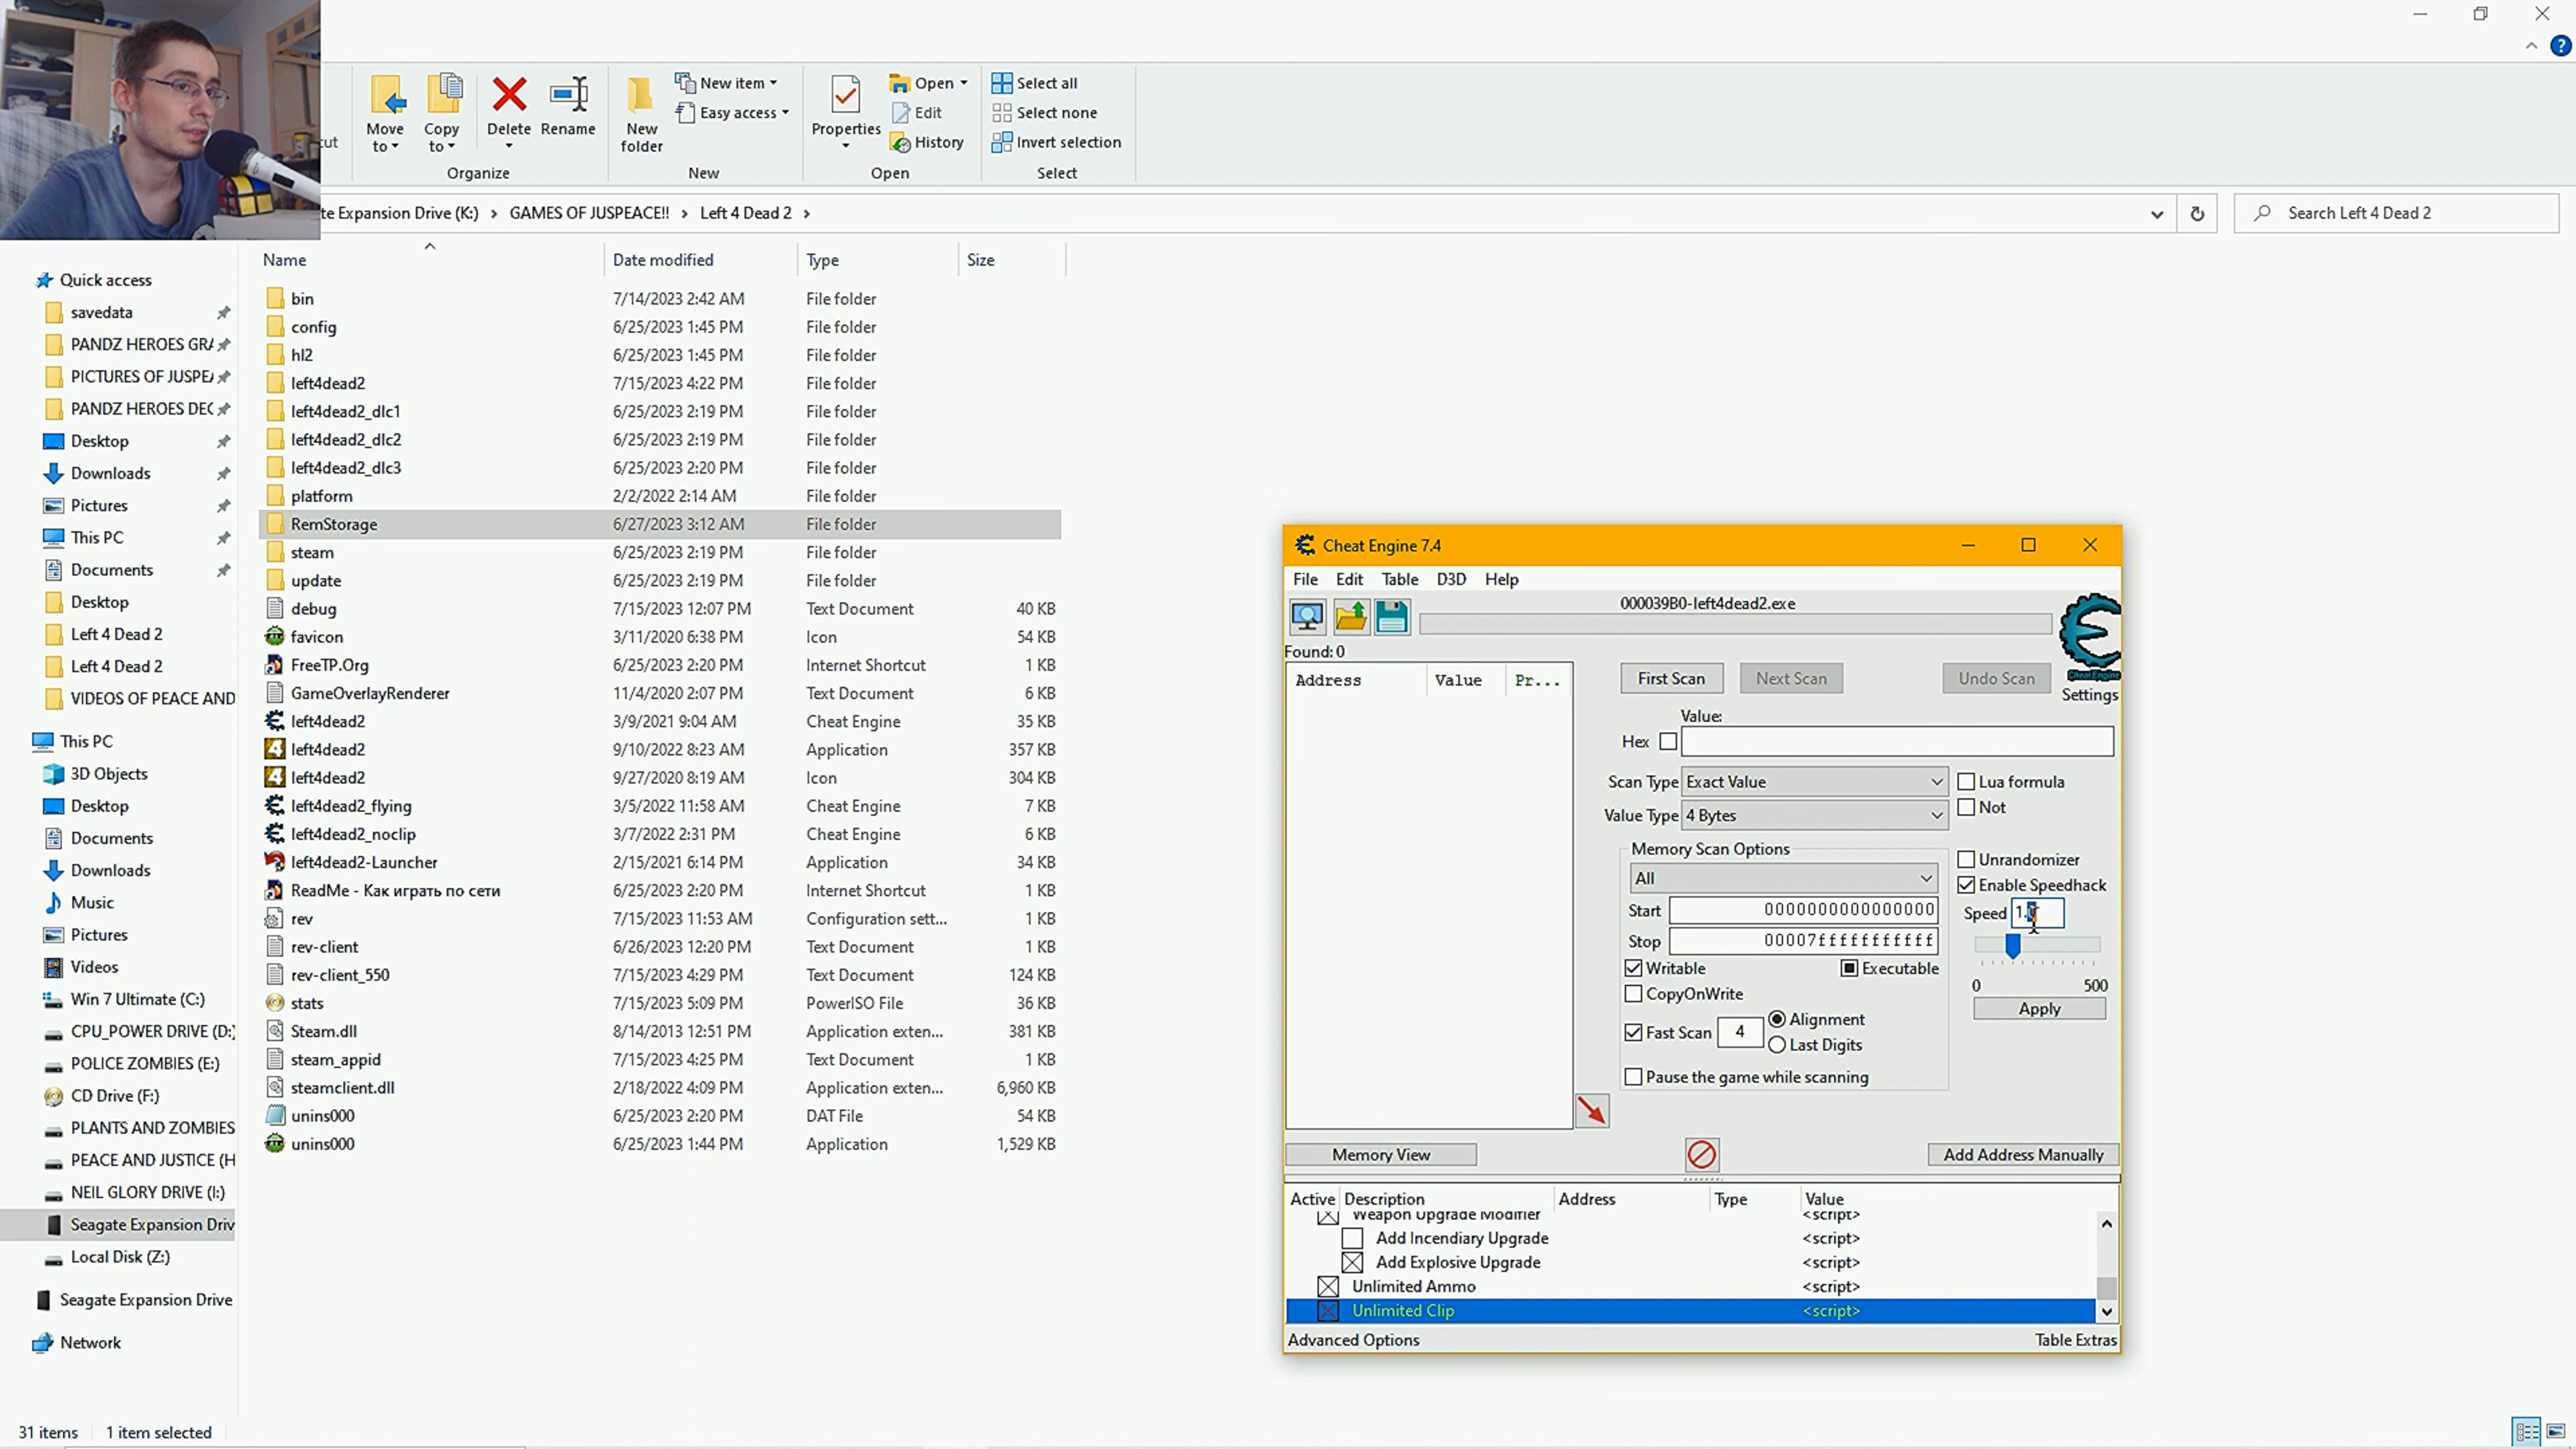 ut
Move to
Copy to
Delete
Rename
New folder
New item
Easy access
Properties
Open
Edit
History
Select all
Select none
Invert selection
Organize
New
Open
Select
te Expansion Drive (K:) > GAMES OF JUSPEACE!! > Left 4 Dead 2 >
Search Left 4 Dead 2
Name Date modified Type Size
Quick access
savedata
PANDZ HEROES GRA
PICTURES OF JUSPEA
PANDZ HEROES DEC
Desktop
Downloads
Pictures
This PC
Documents
Desktop
Left 4 Dead 2
Left 4 Dead 2
VIDEOS OF PEACE AND
This PC
3D Objects
Desktop
Documents
Downloads
Music
Pictures
Videos
Win 7 Ultimate (C:)
CPU_POWER DRIVE (D:)
POLICE ZOMBIES (E:)
CD Drive (F:)
PLANTS AND ZOMBIES
PEACE AND JUSTICE (H
NEIL GLORY DRIVE (I:)
Seagate Expansion Driv
Local Disk (Z:)
Seagate Expansion Drive
Network
bin 7/14/2023 2:42 AM File folder
config 6/25/2023 1:45 PM File folder
hl2 6/25/2023 1:45 PM File folder
left4dead2 7/15/2023 4:22 PM File folder
left4dead2_dlc1 6/25/2023 2:19 PM File folder
left4dead2_dlc2 6/25/2023 2:19 PM File folder
left4dead2_dlc3 6/25/2023 2:20 PM File folder
platform 2/2/2022 2:14 AM File folder
RemStorage 6/27/2023 3:12 AM File folder
steam 6/25/2023 2:19 PM File folder
update 6/25/2023 2:19 PM File folder
debug 7/15/2023 12:07 PM Text Document 40 KB
favicon 3/11/2020 6:38 PM Icon 54 KB
FreeTP.Org 6/25/2023 2:20 PM Internet Shortcut 1 KB
GameOverlayRenderer 11/4/2020 2:07 PM Text Document 6 KB
left4dead2 3/9/2021 9:04 AM Cheat Engine 35 KB
left4dead2 9/10/2022 8:23 AM Application 357 KB
left4dead2 9/27/2020 8:19 AM Icon 304 KB
left4dead2_flying 3/5/2022 11:58 AM Cheat Engine 7 KB
left4dead2_noclip 3/7/2022 2:31 PM Cheat Engine 6 KB
left4dead2-Launcher 2/15/2021 6:14 PM Application 34 KB
ReadMe - Как играть по сети 6/25/2023 2:20 PM Internet Shortcut 1 KB
rev 7/15/2023 11:53 AM Configuration sett... 1 KB
rev-client 6/26/2023 12:20 PM Text Document 1 KB
rev-client_550 7/15/2023 4:29 PM Text Document 124 KB
stats 7/15/2023 5:09 PM PowerISO File 36 KB
Steam.dll 8/14/2013 12:51 PM Application exten... 381 KB
steam_appid 7/15/2023 4:25 PM Text Document 1 KB
steamclient.dll 2/18/2022 4:09 PM Application exten... 6,960 KB
unins000 6/25/2023 2:20 PM DAT File 54 KB
unins000 6/25/2023 1:44 PM Application 1,529 KB
31 items 1 item selected
Cheat Engine 7.4
File Edit Table D3D Help
000039B0-left4dead2.exe
Found: 0
Address Value Pr...
First Scan Next Scan Undo Scan
Cheat Engine
Settings
Value:
Hex
Scan Type Exact Value
Lua formula
Value Type 4 Bytes
Not
Memory Scan Options
All
Unrandomizer
Enable Speedhack
Start 0000000000000000
Speed 1.
Stop 00007fffffffffff
Writable Executable
CopyOnWrite
0 500
Apply
Fast Scan 4 Alignment
Last Digits
Pause the game while scanning
Memory View
Add Address Manually
Active Description Address Type Value
Weapon Upgrade Modifier <script>
Add Incendiary Upgrade <script>
Add Explosive Upgrade <script>
Unlimited Ammo <script>
Unlimited Clip <script>
Advanced Options
Table Extras